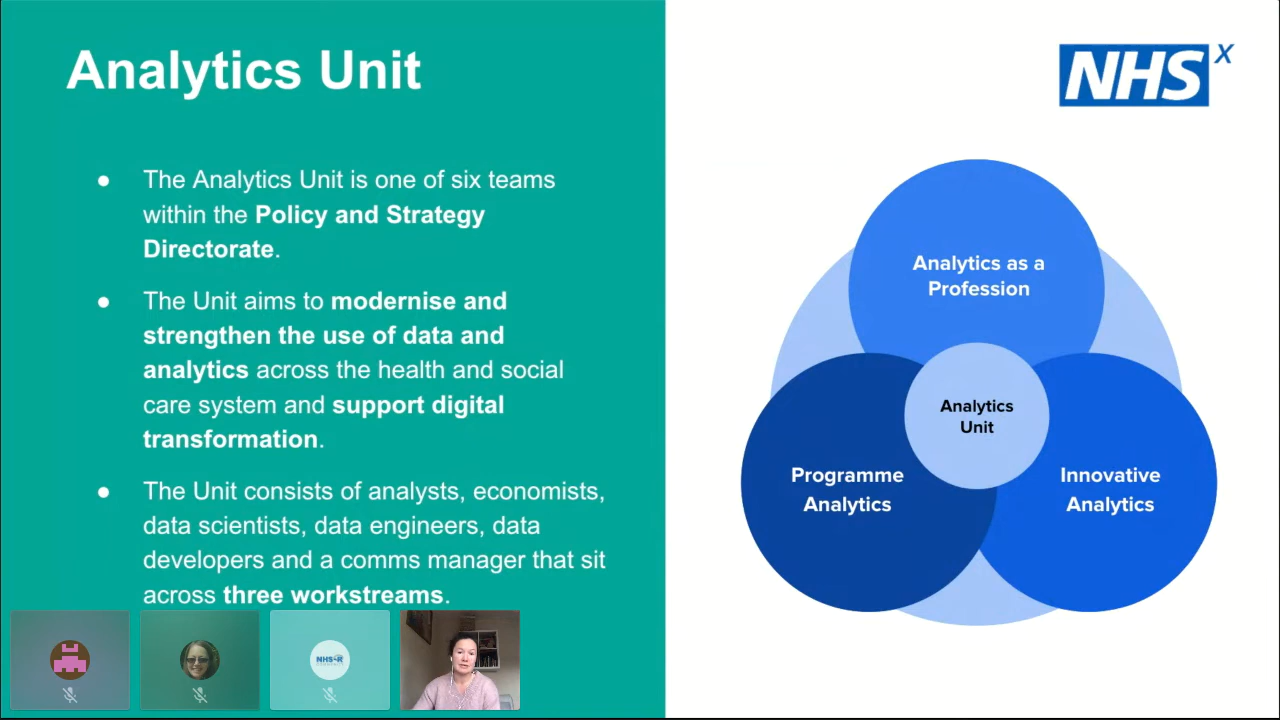 Analytics Unit
NHSX
● The Analytics Unit is one of six teams
within the Policy and Strategy
Directorate.
● The Unit aims to modernise and
strengthen the use of data and
analytics across the health and social
care system and support digital
transformation.
● The Unit consists of analysts, economists,
data scientists, data engineers, data
developers and a comms manager that sit
across three workstreams.
Analytics as a
Profession
Analytics
Unit
Programme
Analytics
Innovative
Analytics
NHS-R